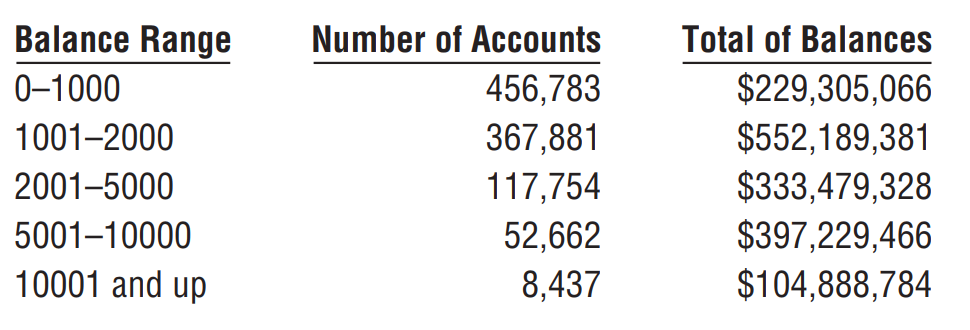 Balance Range Number of Accounts Total of Balances
0–1000 456,783 $229,305,066
1001–2000 367,881 $552,189,381
2001–5000 117,754 $333,479,328
5001–10000 52,662 $397,229,466
10001 and up 8,437 $104,888,784